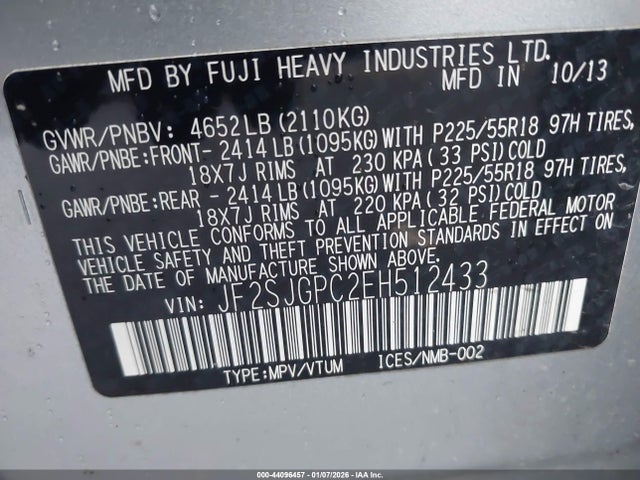 MFD BY FUJI HEAVY INDUSTRIES LTD.
MFD IN 10/13
GVWR/PNBV: 4652LB(2110KG)
GAWR/PNBE:FRONT- 2414LB(1095KG)WITH P225/55R18 97H TIRES,
18X7J RIMS AT 230 KPA(33 PSI)COLD
GAWR/PNBE:REAR - 2414LB(1095KG)WITH P225/55R18 97H TIRES,
18X7J RIMS AT 220 KPA(32 PSI)COLD
THIS VEHICLE CONFORMS TO ALL APPLICABLE FEDERAL MOTOR
VEHICLE SAFETY AND THEFT PREVENTION STANDARDS IN EFFECT ON
THE DATE OF MANUFACTURE SHOWN ABOVE.
VIN: JF2SJGPC2EH512433
TYPE:MPV/VTUM ICES/NMB-002
000-44096457 - 01/07/2026 - IAA Inc.